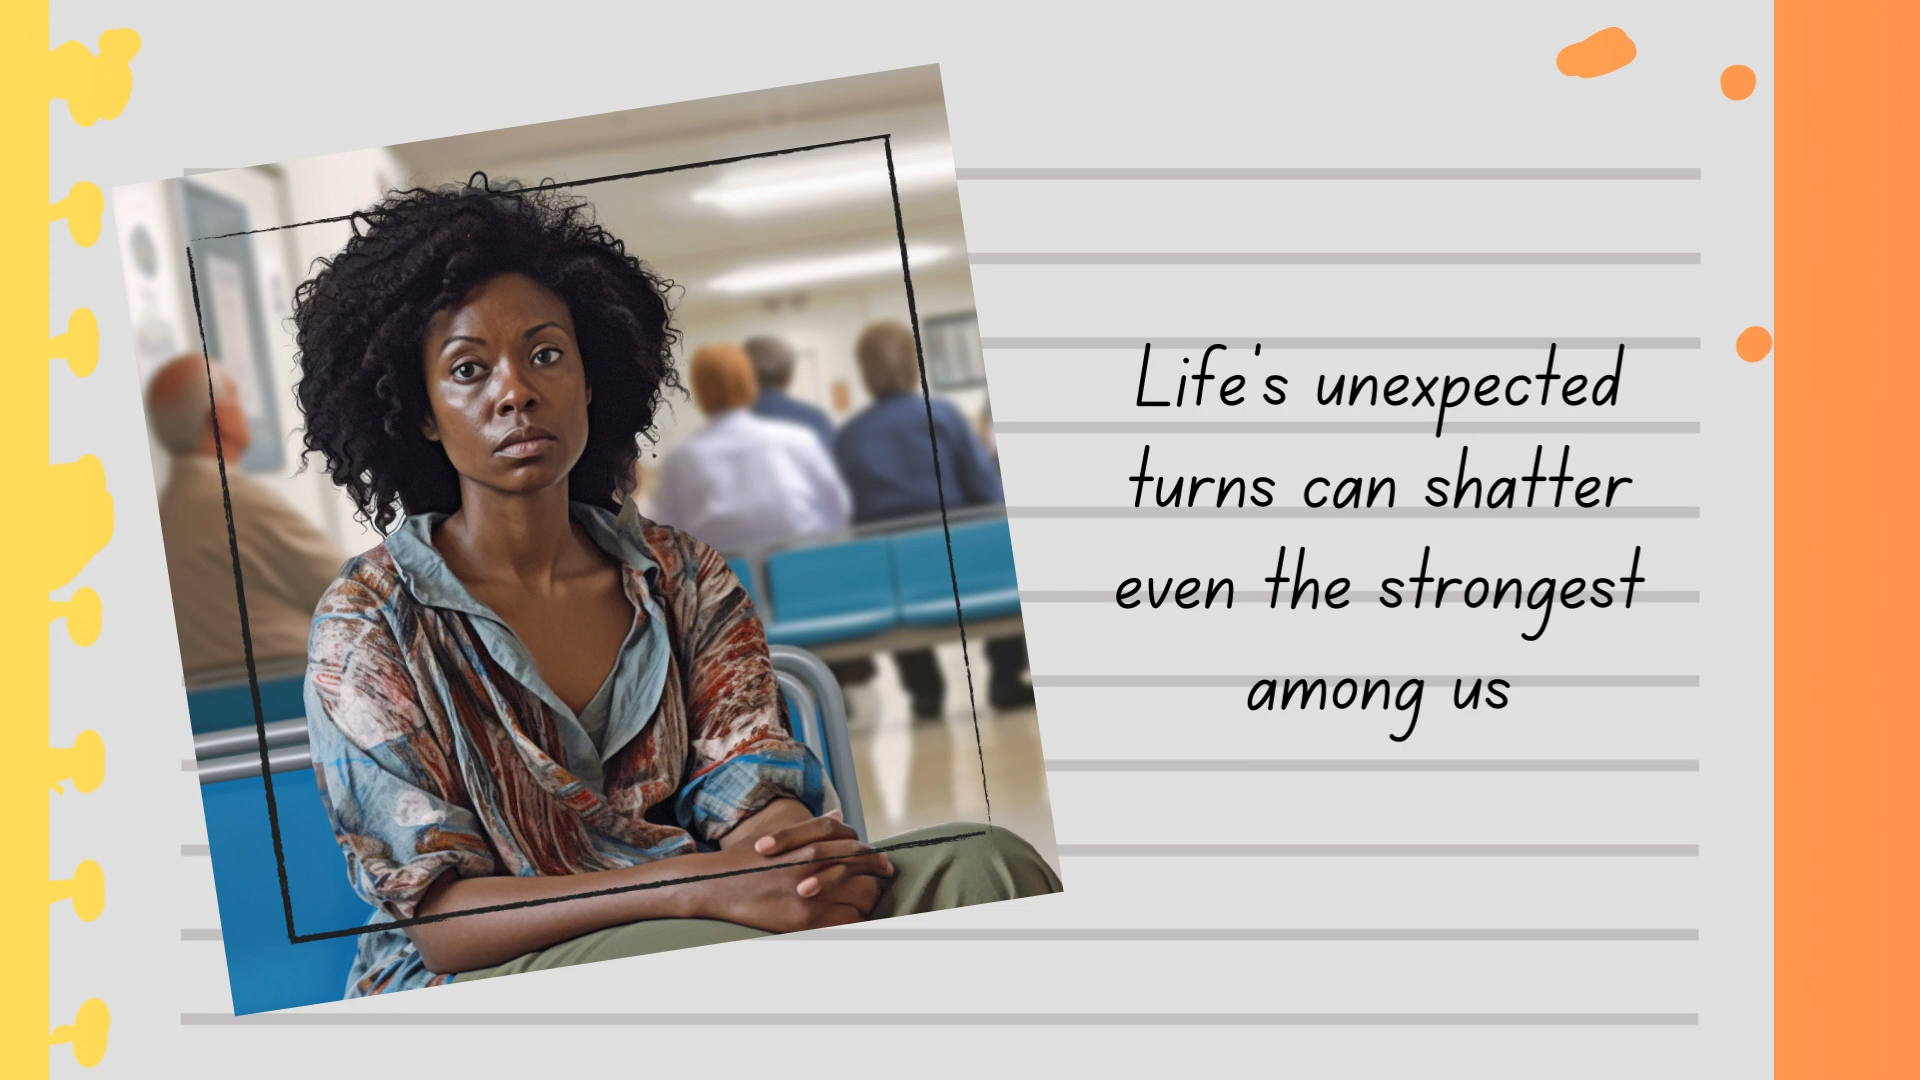 Life's unexpected
turns can shatter
even the strongest
among us